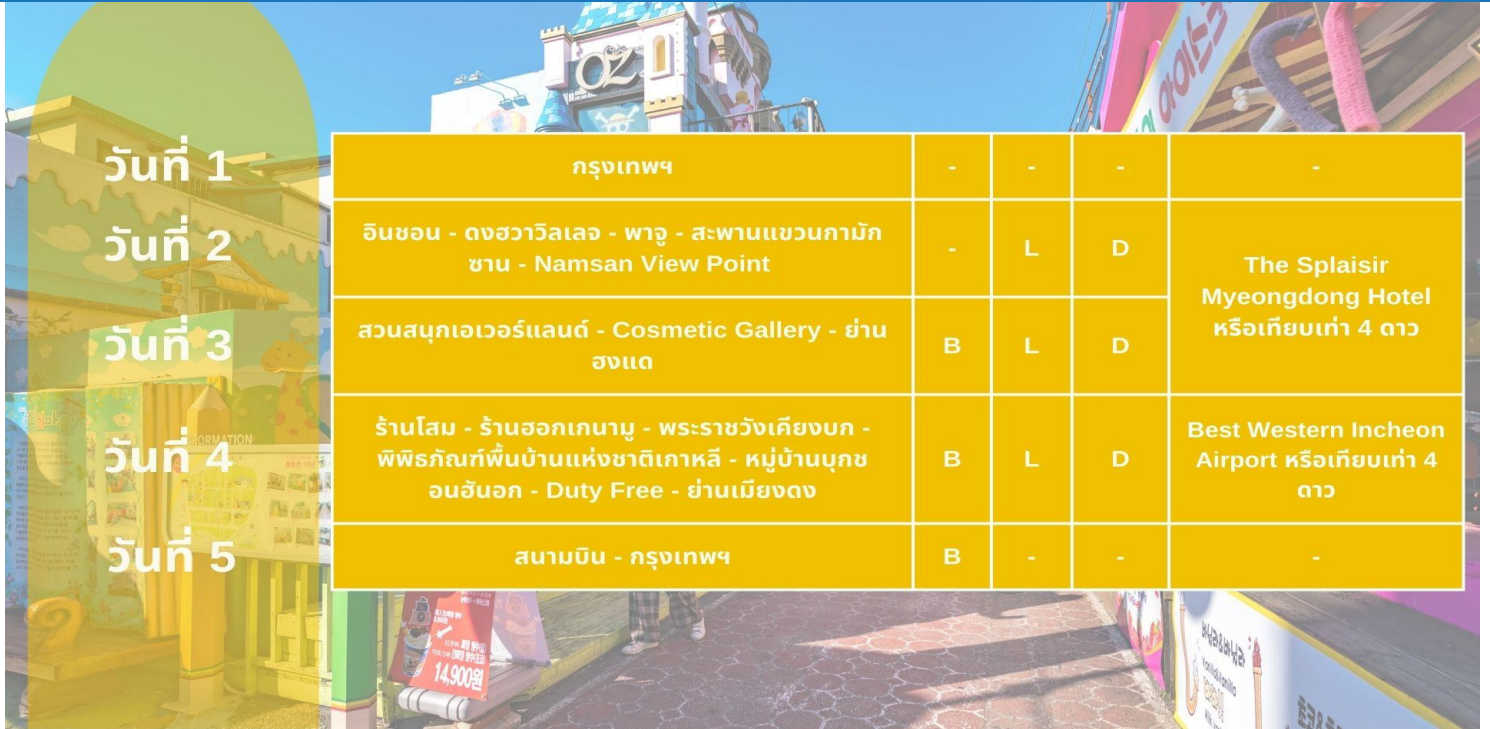 OZ
วันที่ 1
กรุงเทพฯ
-
-
-
-
วันที่ 2
อินชอน - ดงฮวาวิลเลจ - พาจู - สะพานแขวนกามัก
ซาน - Namsan View Point
-
L
D
The Splaisir
Myeongdong Hotel
หรือเทียบเท่า 4 ดาว
วันที่ 3
สวนสนุกเอเวอร์แลนด์ - Cosmetic Gallery - ย่าน
ฮงแด
B
L
D
วันที่ 4
ร้านโสม - ร้านฮอกเกนามู - พระราชวังเคียงบก -
พิพิธภัณฑ์พื้นบ้านแห่งชาติเกาหลี - หมู่บ้านบุกช
อนฮันอก - Duty Free - ย่านเมียงดง
B
L
D
Best Western Incheon
Airport หรือเทียบเท่า 4
ดาว
วันที่ 5
สนามบิน - กรุงเทพฯ
B
-
-
-
14,900원